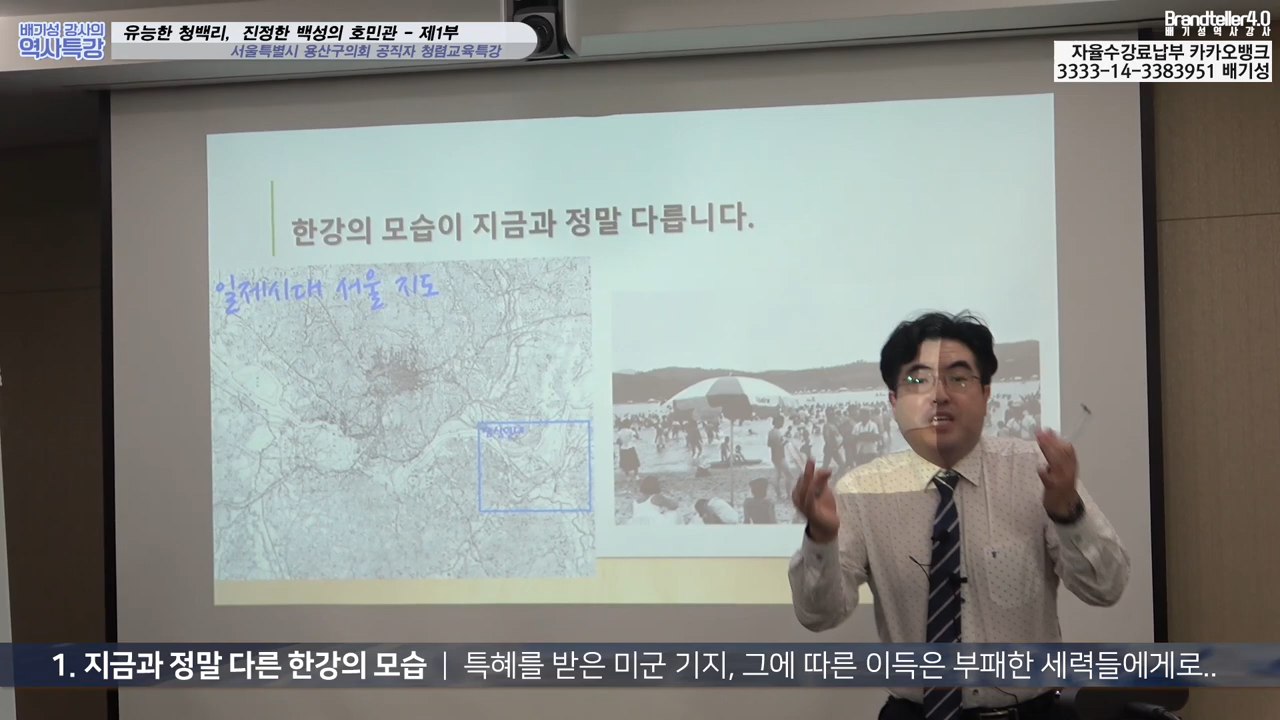 배기성 강사의
역사특강
유능한 청백리, 진정한 백성의 호민관 - 제1부
서울특별시 용산구의회 공직자 청렴교육특강
Brandteller4.0
배기성역사강사
자율수강료납부 카카오뱅크
3333-14-3383951 배기성
한강의 모습이 지금과 정말 다릅니다.
일제시대 서울 지도
1. 지금과 정말 다른 한강의 모습 | 특혜를 받은 미군 기지, 그에 따른 이득은 부패한 세력들에게로..